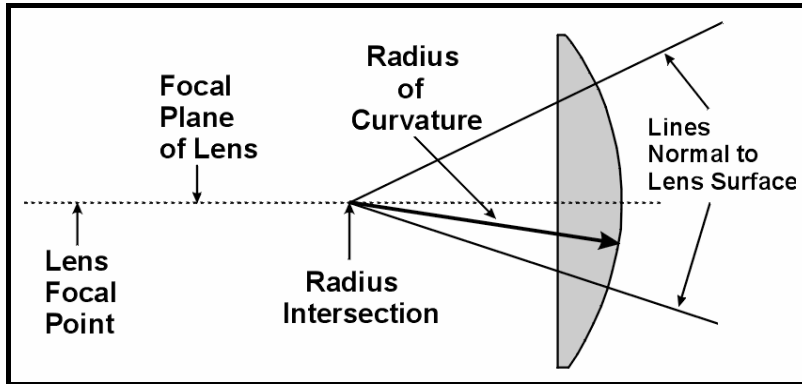 Focal
Plane
of Lens
Radius
of
Curvature
Lines
Normal to
Lens Surface
Lens
Focal
Point
Radius
Intersection